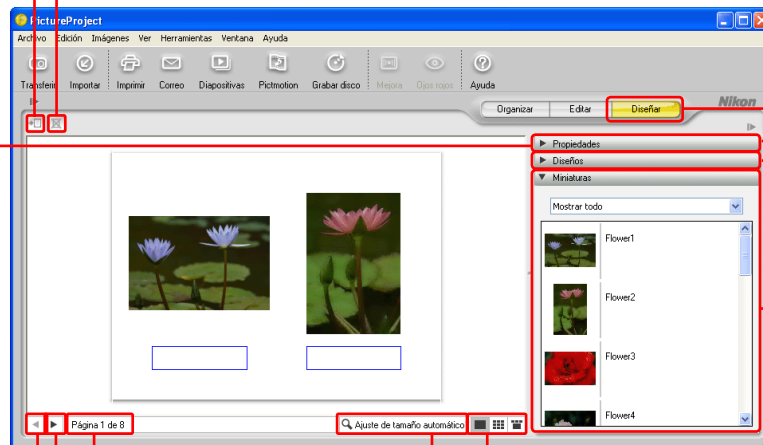 PictureProject
Archivo Edición Imágenes Ver Herramientas Ventana Ayuda
Transferir Importar Imprimir Correo Diapositivas Pictmotion Grabar disco Mejora Ojos rojos Ayuda
Organizar Editar Diseñar Nikon
Propiedades
Diseños
Miniaturas
Mostrar todo
Flower1
Flower2
Flower3
Flower4
Página 1 de 8 Ajuste de tamaño automático